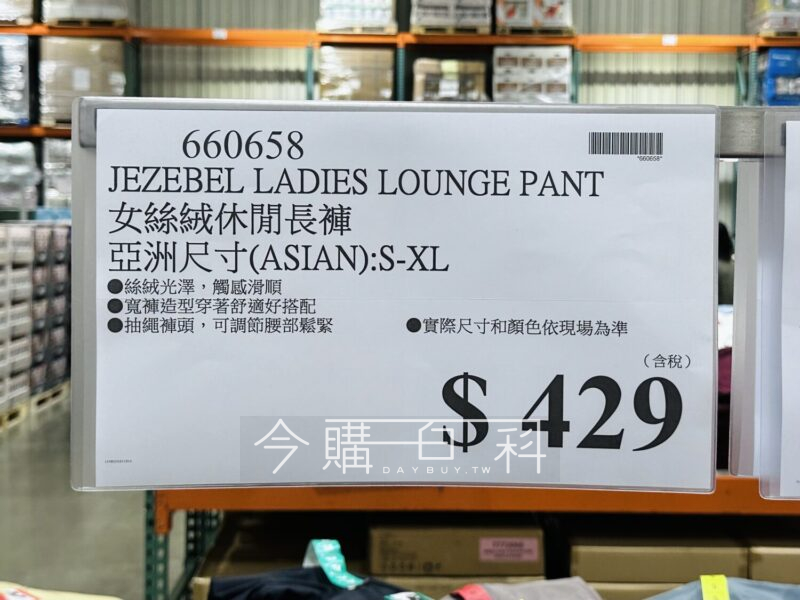 660658
*660658*
JEZEBEL LADIES LOUNGE PANT
女絲絨休閒長褲
亞洲尺寸(ASIAN):S-XL
●絲絨光澤，觸感滑順
●寬褲造型穿著舒適好搭配
●抽繩褲頭，可調節腰部鬆緊
●實際尺寸和顏色依現場為準
(含稅)
$ 429
今購百科
DAYBUY.TW